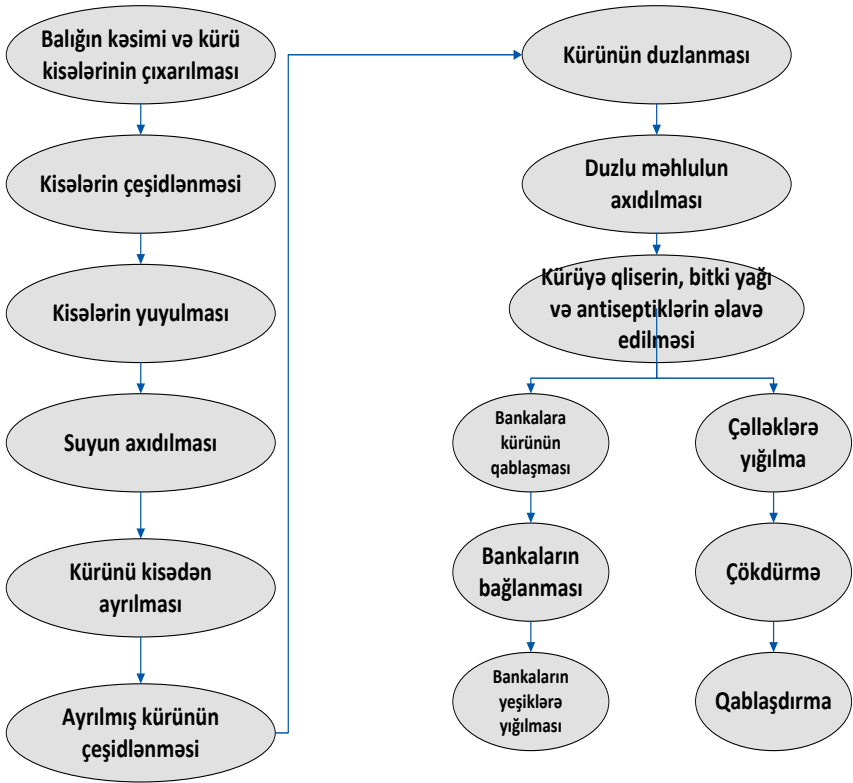 Balığın kəsimi və kürü
kisələrinin çıxarılması
Kisələrin çeşidlənməsi
Kisələrin yuyulması
Suyun axıdılması
Kürünü kisədən
ayrılması
Ayrılmış kürünün
çeşidlənməsi
Kürünün duzlanması
Duzlu məhlulun
axıdılması
Kürüyə qliserin, bitki yağı
və antiseptiklərin əlavə
edilməsi
Bankalara
kürünün
qablaşması
Bankaların
bağlanması
Bankaların
yeşiklərə
yığılması
Çəlləklərə
yığılma
Çökdürmə
Qablaşdırma